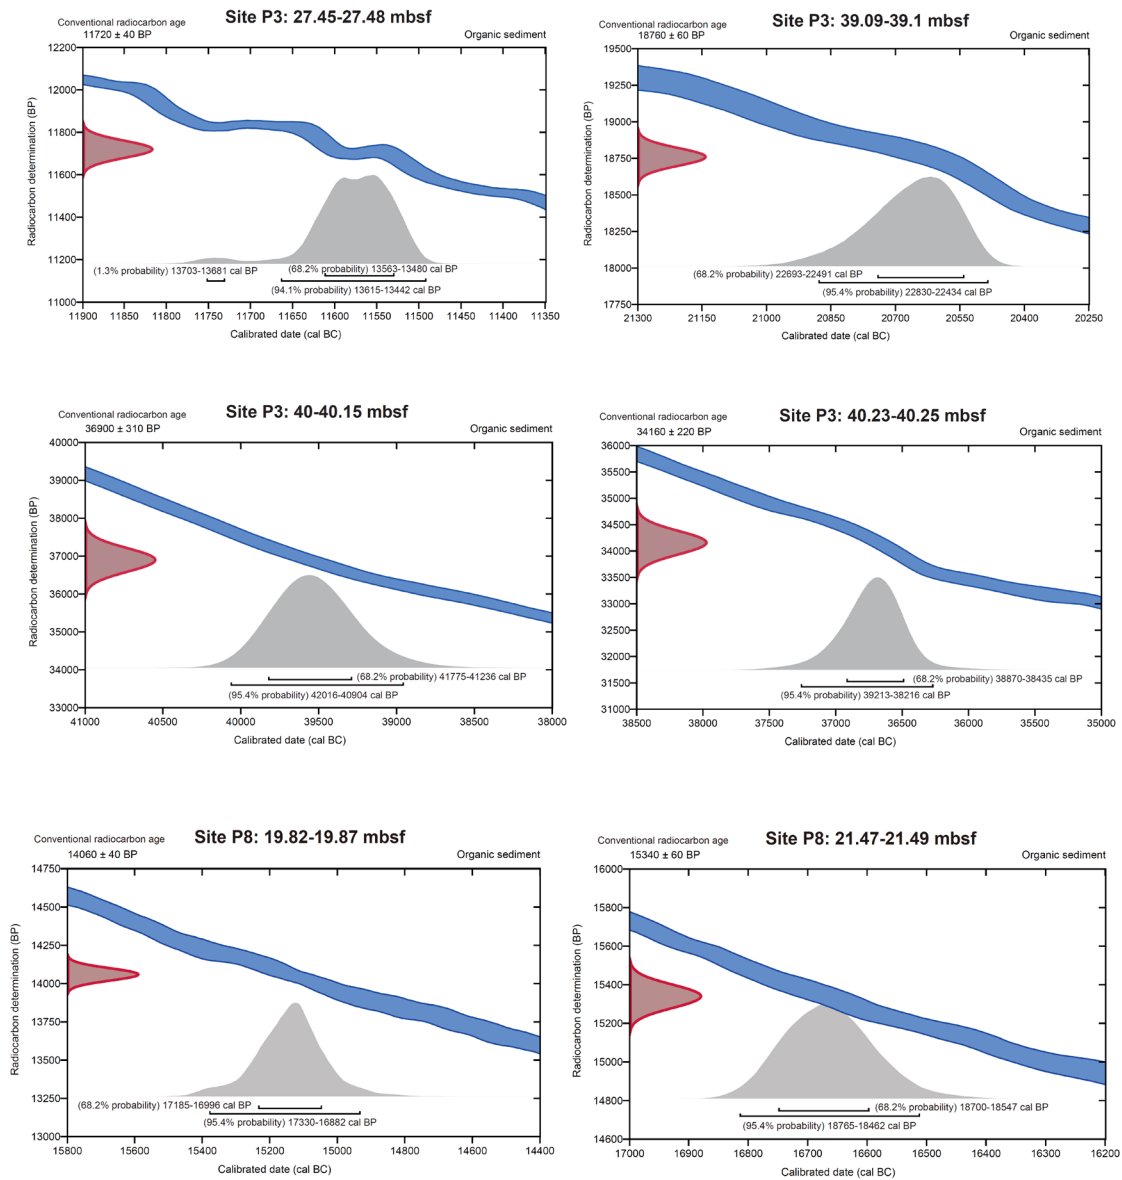 Site P3: 27.45-27.48 mbsf
Conventional radiocarbon age
11720 ± 40 BP
Organic sediment
12200
12000
11800
11600
11400
11200
11000
Radiocarbon determination (BP)
(1.3% probability) 13703-13681 cal BP
(68.2% probability) 13563-13480 cal BP
(94.1% probability) 13615-13442 cal BP
11900 11850 11800 11750 11700 11650 11600 11550 11500 11450 11400 11350
Calibrated date (cal BC)
Site P3: 39.09-39.1 mbsf
Conventional radiocarbon age
18760 ± 60 BP
Organic sediment
19500
19250
19000
18750
18500
18250
18000
17750
Radiocarbon determination (BP)
(68.2% probability) 22693-22491 cal BP
(95.4% probability) 22830-22434 cal BP
21300 21150 21000 20850 20700 20550 20400 20250
Calibrated date (cal BC)
Site P3: 40-40.15 mbsf
Conventional radiocarbon age
36900 ± 310 BP
Organic sediment
40000
39000
38000
37000
36000
35000
34000
33000
Radiocarbon determination (BP)
(68.2% probability) 41775-41236 cal BP
(95.4% probability) 42016-40904 cal BP
41000 40500 40000 39500 39000 38500 38000
Calibrated date (cal BC)
Site P3: 40.23-40.25 mbsf
Conventional radiocarbon age
34160 ± 220 BP
Organic sediment
36000
35500
35000
34500
34000
33500
33000
32500
32000
31500
31000
Radiocarbon determination (BP)
(68.2% probability) 38870-38435 cal BP
(95.4% probability) 39213-38216 cal BP
38500 38000 37500 37000 36500 36000 35500 35000
Calibrated date (cal BC)
Site P8: 19.82-19.87 mbsf
Conventional radiocarbon age
14060 ± 40 BP
Organic sediment
14750
14500
14250
14000
13750
13500
13250
13000
Radiocarbon determination (BP)
(68.2% probability) 17185-16996 cal BP
(95.4% probability) 17330-16882 cal BP
15800 15600 15400 15200 15000 14800 14600 14400
Calibrated date (cal BC)
Site P8: 21.47-21.49 mbsf
Conventional radiocarbon age
15340 ± 60 BP
Organic sediment
16000
15800
15600
15400
15200
15000
14800
14600
Radiocarbon determination (BP)
(68.2% probability) 18700-18547 cal BP
(95.4% probability) 18765-18462 cal BP
17000 16900 16800 16700 16600 16500 16400 16300 16200
Calibrated date (cal BC)